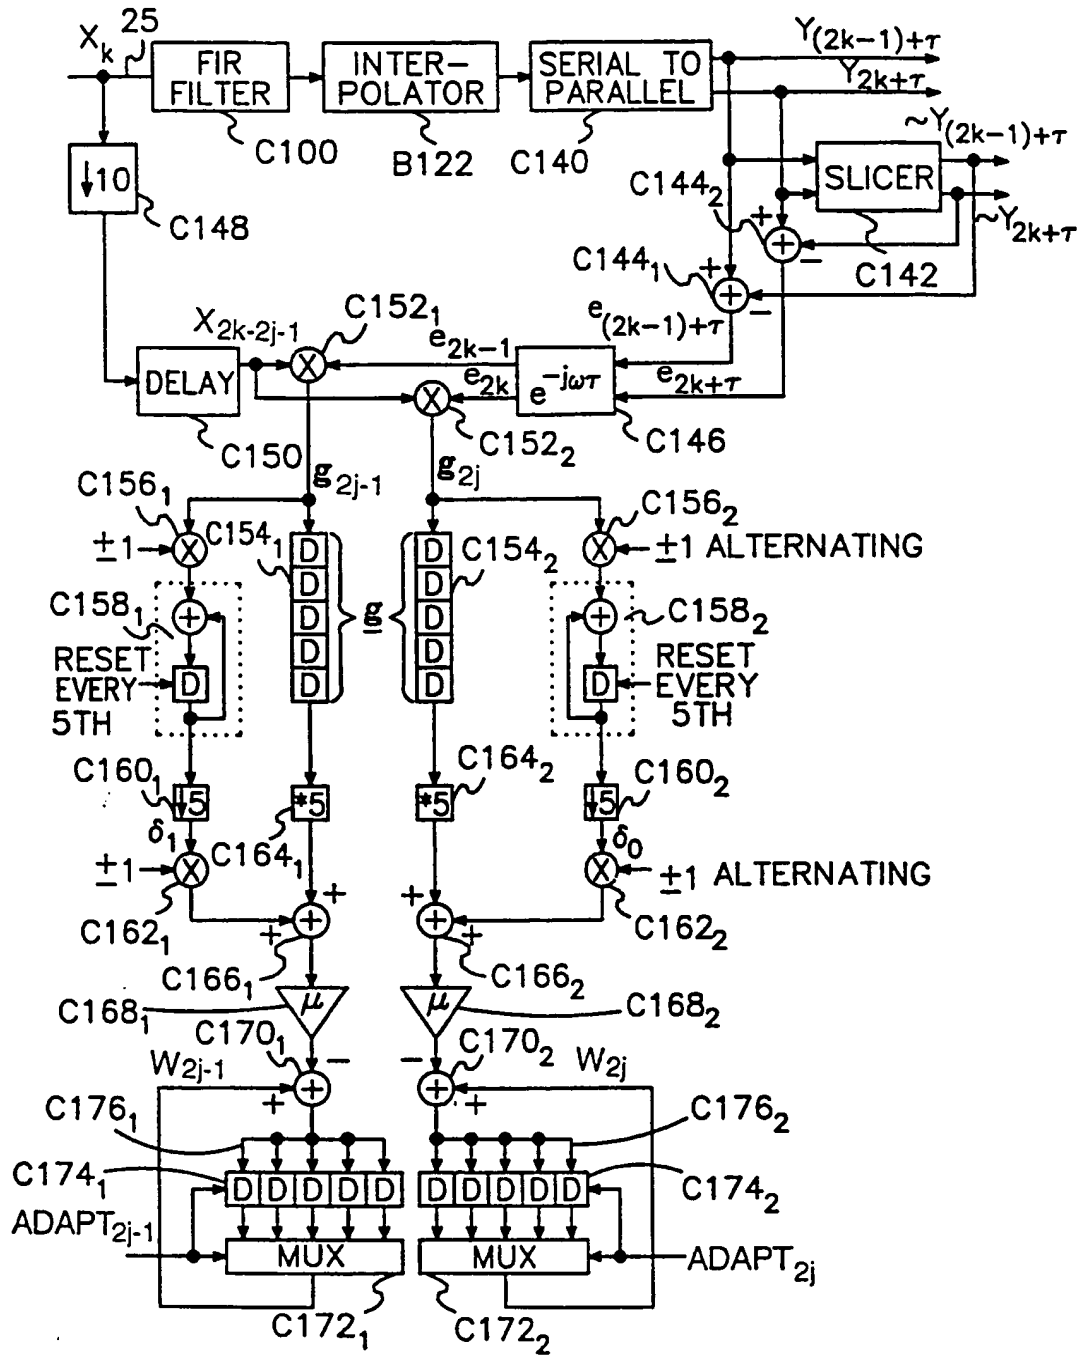 X_k 25
FIR FILTER
INTER-POLATOR
SERIAL TO PARALLEL
Y_(2k-1)+τ
Y_2k+τ
C100
B122
C140
~Y_(2k-1)+τ
SLICER
~Y_2k+τ
C142
↓10
C148
C144_2
+
+
−
C144_1
+
+
−
e_(2k-1)+τ
X_2k-2j-1
C152_1
X
e_2k-1
e^-jωτ
e_2k+τ
C146
DELAY
C150
e_2k
X
C152_2
g_2j-1
g_2j
C156_1
±1
X
C154_1
D
D
D
D
D
g
D
D
D
D
D
C154_2
C156_2
X
±1 ALTERNATING
C158_1
+
D
RESET
EVERY
5TH
C158_2
+
D
RESET
EVERY
5TH
C160_1
↓5
*5
C164_1
*5
C164_2
↓5
C160_2
δ_1
±1
X
C162_1
δ_0
X
±1 ALTERNATING
C162_2
+
+
+
C166_1
+
+
+
C166_2
C168_1
μ
μ
C168_2
C170_1
−
W_2j-1
+
+
C170_2
−
W_2j
+
+
C176_1
C176_2
C174_1
D D D D D
D D D D D
C174_2
ADAPT_2j-1
MUX
MUX
ADAPT_2j
C172_1
C172_2